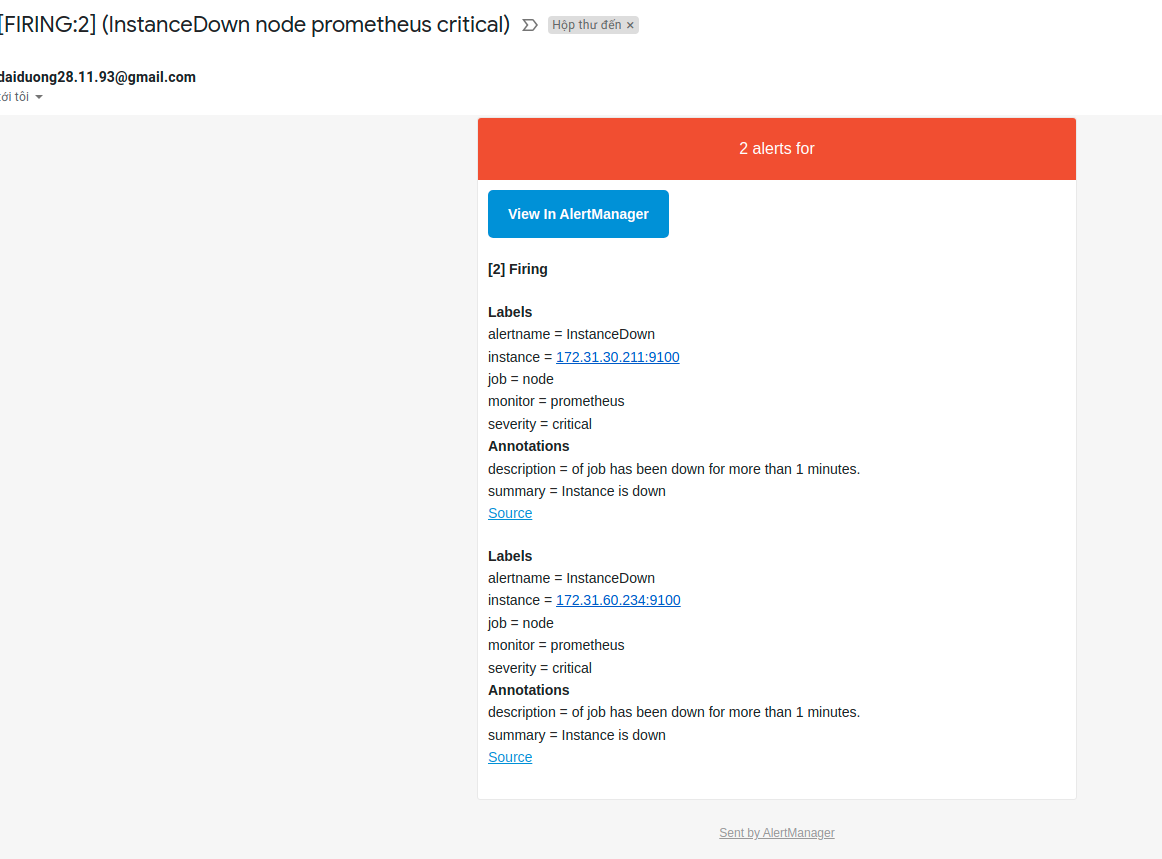 [FIRING:2] (InstanceDown node prometheus critical) Hộp thư đến ×
daiduong28.11.93@gmail.com
tới tôi
2 alerts for
View In AlertManager
[2] Firing
Labels
alertname = InstanceDown
instance = 172.31.30.211:9100
job = node
monitor = prometheus
severity = critical
Annotations
description = of job has been down for more than 1 minutes.
summary = Instance is down
Source
Labels
alertname = InstanceDown
instance = 172.31.60.234:9100
job = node
monitor = prometheus
severity = critical
Annotations
description = of job has been down for more than 1 minutes.
summary = Instance is down
Source
Sent by AlertManager